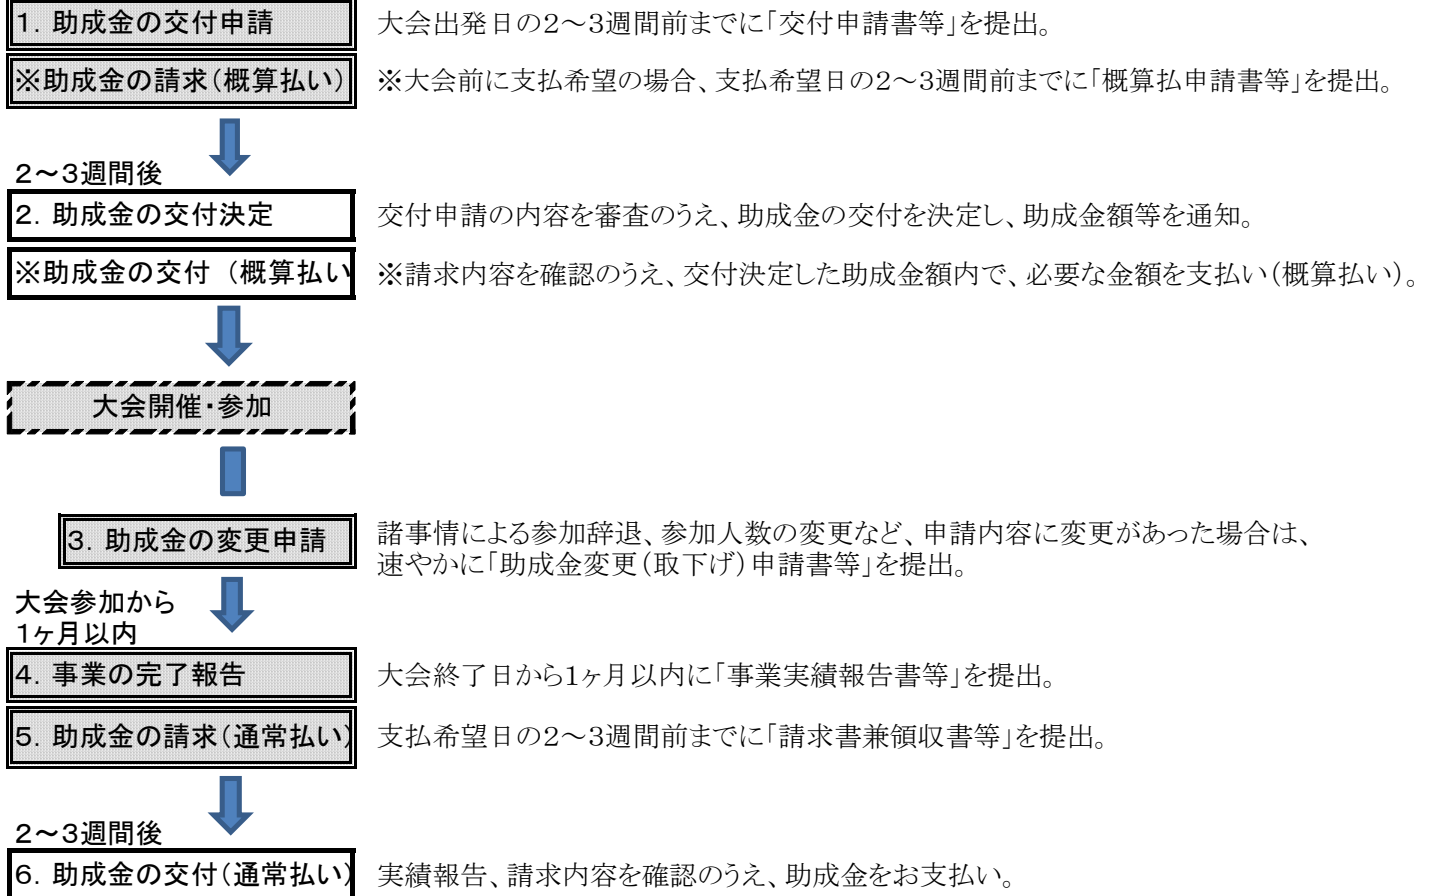 1．助成金の交付申請
大会出発日の2～3週間前までに「交付申請書等」を提出。
※助成金の請求（概算払い）
※大会前に支払希望の場合、支払希望日の2～3週間前までに「概算払申請書等」を提出。
2～3週間後
2．助成金の交付決定
交付申請の内容を審査のうえ、助成金の交付を決定し、助成金額等を通知。
※助成金の交付 （概算払い
※請求内容を確認のうえ、交付決定した助成金額内で、必要な金額を支払い（概算払い）。
大会開催・参加
3．助成金の変更申請
諸事情による参加辞退、参加人数の変更など、申請内容に変更があった場合は、
速やかに「助成金変更（取下げ）申請書等」を提出。
大会参加から
1ヶ月以内
4．事業の完了報告
大会終了日から1ヶ月以内に「事業実績報告書等」を提出。
5．助成金の請求（通常払い）
支払希望日の2～3週間前までに「請求書兼領収書等」を提出。
2～3週間後
6．助成金の交付（通常払い）
実績報告、請求内容を確認のうえ、助成金をお支払い。